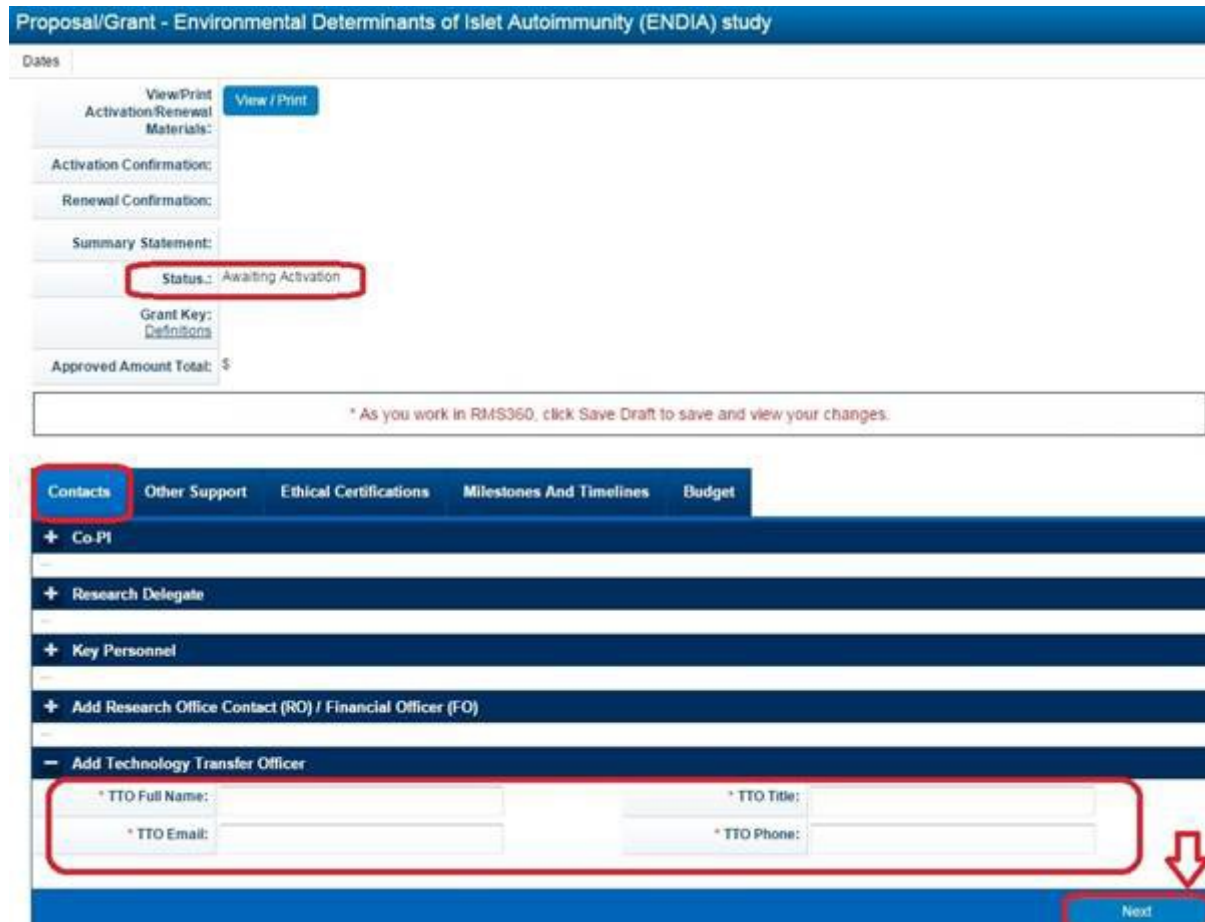 Proposal/Grant - Environmental Determinants of Islet Autoimmunity (ENDIA) study
Dates
View/Print
Activation/Renewal
Materials:
View / Print
Activation Confirmation:
Renewal Confirmation:
Summary Statement:
Status.: Awaiting Activation
Grant Key:
Definitions
Approved Amount Total: $
* As you work in RMS360, click Save Draft to save and view your changes.
Contacts Other Support Ethical Certifications Milestones And Timelines Budget
+ Co-PI
--
+ Research Delegate
--
+ Key Personnel
--
+ Add Research Office Contact (RO) / Financial Officer (FO)
--
− Add Technology Transfer Officer
* TTO Full Name: * TTO Title:
* TTO Email: * TTO Phone:
Next